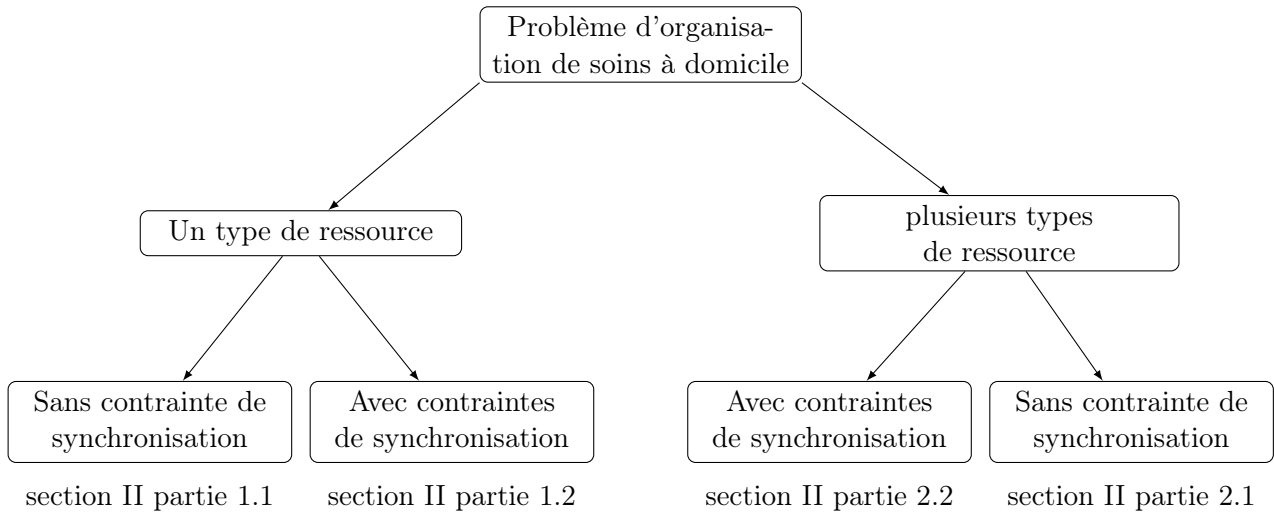 Problème d'organisa-
tion de soins à domicile
Un type de ressource
plusieurs types
de ressource
Sans contrainte de
synchronisation
Avec contraintes
de synchronisation
Avec contraintes
de synchronisation
Sans contrainte de
synchronisation
section II partie 1.1
section II partie 1.2
section II partie 2.2
section II partie 2.1